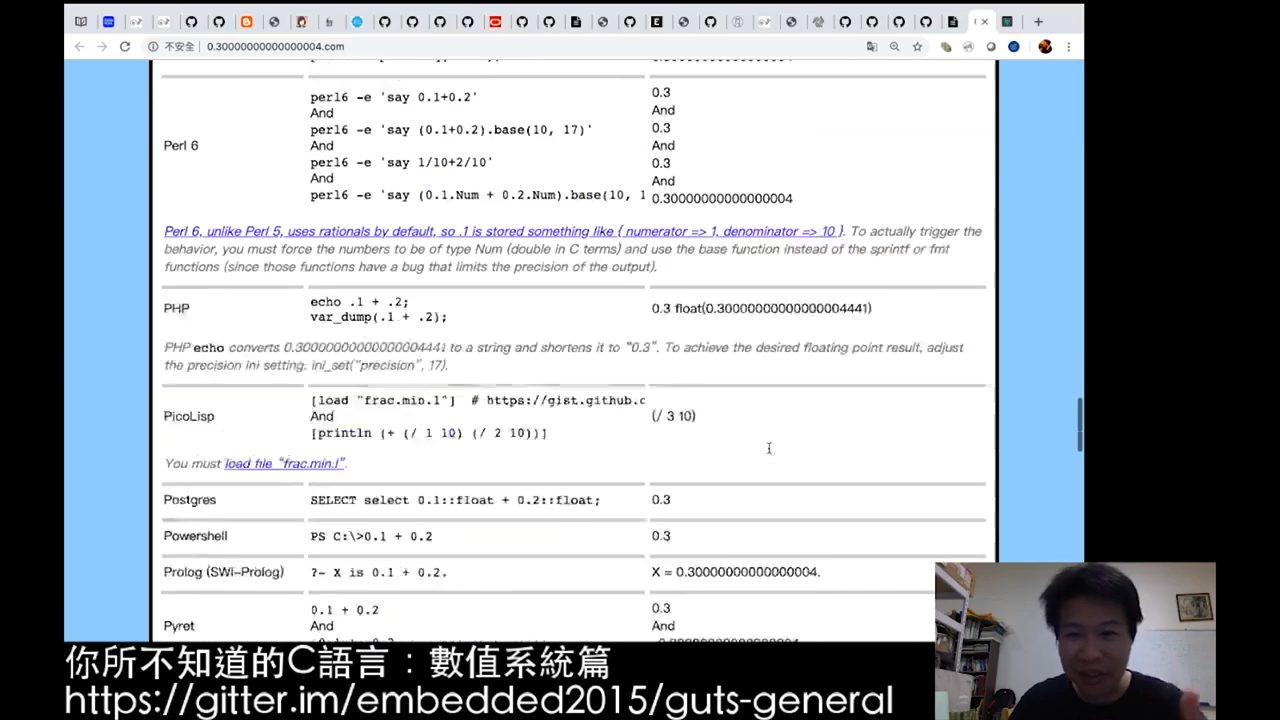 不安全 0.30000000000000004.com
Perl 6
perl6 -e 'say 0.1+0.2'
And
perl6 -e 'say (0.1+0.2).base(10, 17)'
And
perl6 -e 'say 1/10+2/10'
And
perl6 -e 'say (0.1.Num + 0.2.Num).base(10, 1
0.3
And
0.3
And
0.3
And
0.30000000000000004
Perl 6, unlike Perl 5, uses rationals by default, so .1 is stored something like { numerator => 1, denominator => 10 }. To actually trigger the
behavior, you must force the numbers to be of type Num (double in C terms) and use the base function instead of the sprintf or fmt
functions (since those functions have a bug that limits the precision of the output).
PHP
echo .1 + .2;
var_dump(.1 + .2);
0.3 float(0.30000000000000004441)
PHP echo converts 0.30000000000000004441 to a string and shortens it to “0.3”. To achieve the desired floating point result, adjust
the precision ini setting: ini_set(“precision”, 17).
PicoLisp
[load "frac.min.l"] # https://gist.github.c
And
[println (+ (/ 1 10) (/ 2 10))]
(/ 3 10)
You must load file “frac.min.l”.
Postgres
SELECT select 0.1::float + 0.2::float;
0.3
Powershell
PS C:\>0.1 + 0.2
0.3
Prolog (SWI-Prolog)
?- X is 0.1 + 0.2.
X = 0.30000000000000004.
Pyret
0.1 + 0.2
And
0.3
And
你所不知道的C語言：數值系統篇
https://gitter.im/embedded2015/guts-general